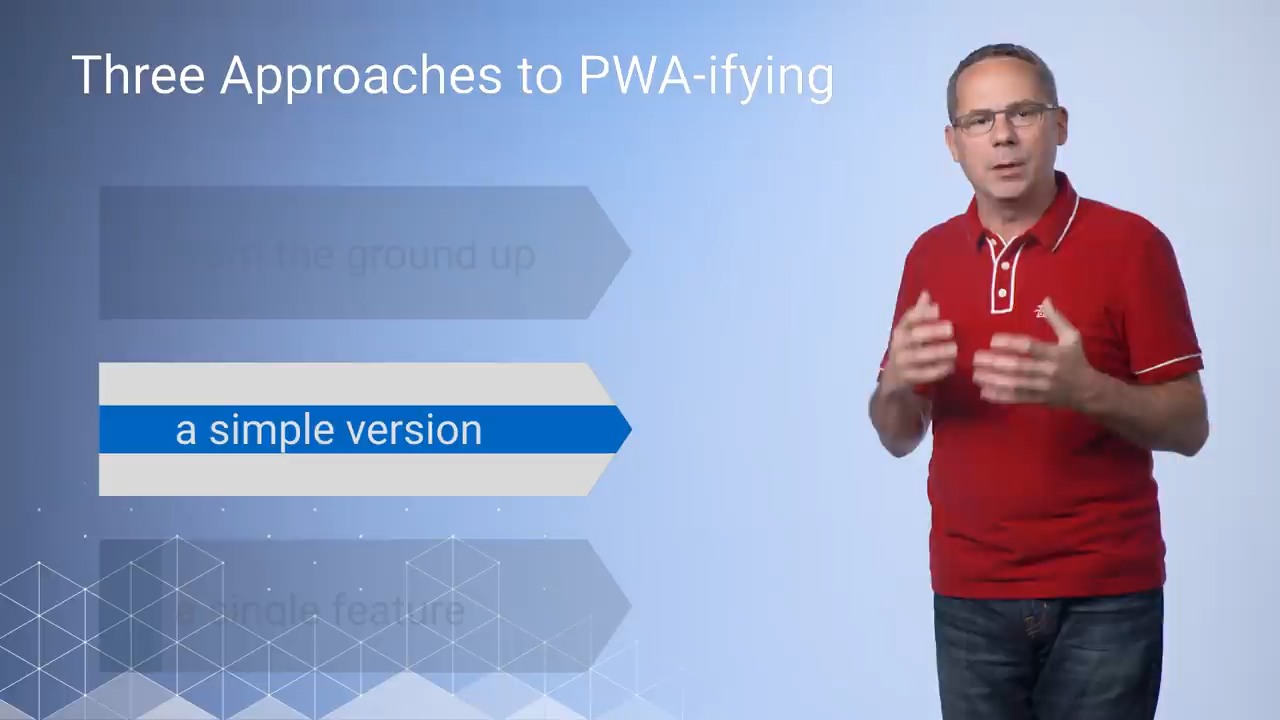 Three Approaches to PWA-ifying
the ground up
a simple version
a single feature